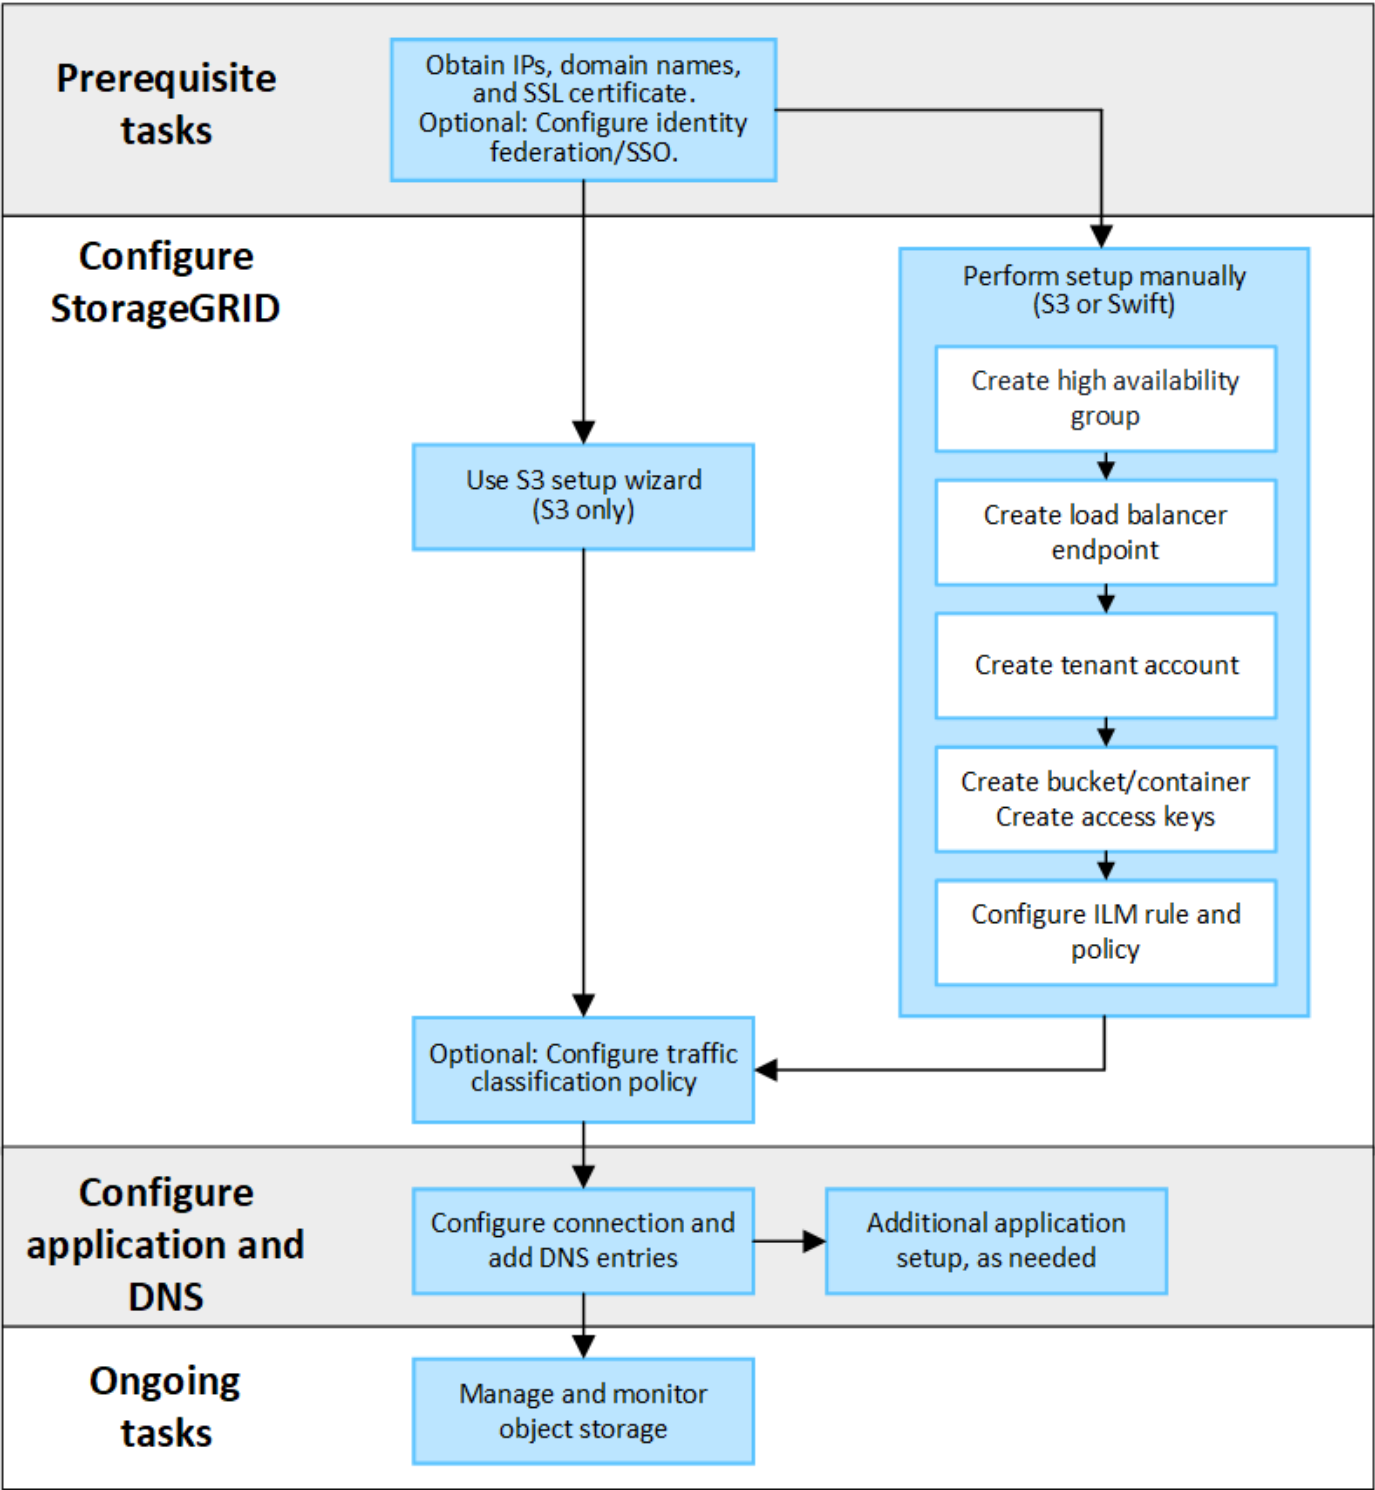 Prerequisite
tasks
Obtain IPs, domain names,
and SSL certificate.
Optional: Configure identity
federation/SSO.
Configure
StorageGRID
Perform setup manually
(S3 or Swift)
Create high availability
group
Use S3 setup wizard
(S3 only)
Create load balancer
endpoint
Create tenant account
Create bucket/container
Create access keys
Configure ILM rule and
policy
Optional: Configure traffic
classification policy
Configure
application and
DNS
Configure connection and
add DNS entries
Additional application
setup, as needed
Ongoing
tasks
Manage and monitor
object storage